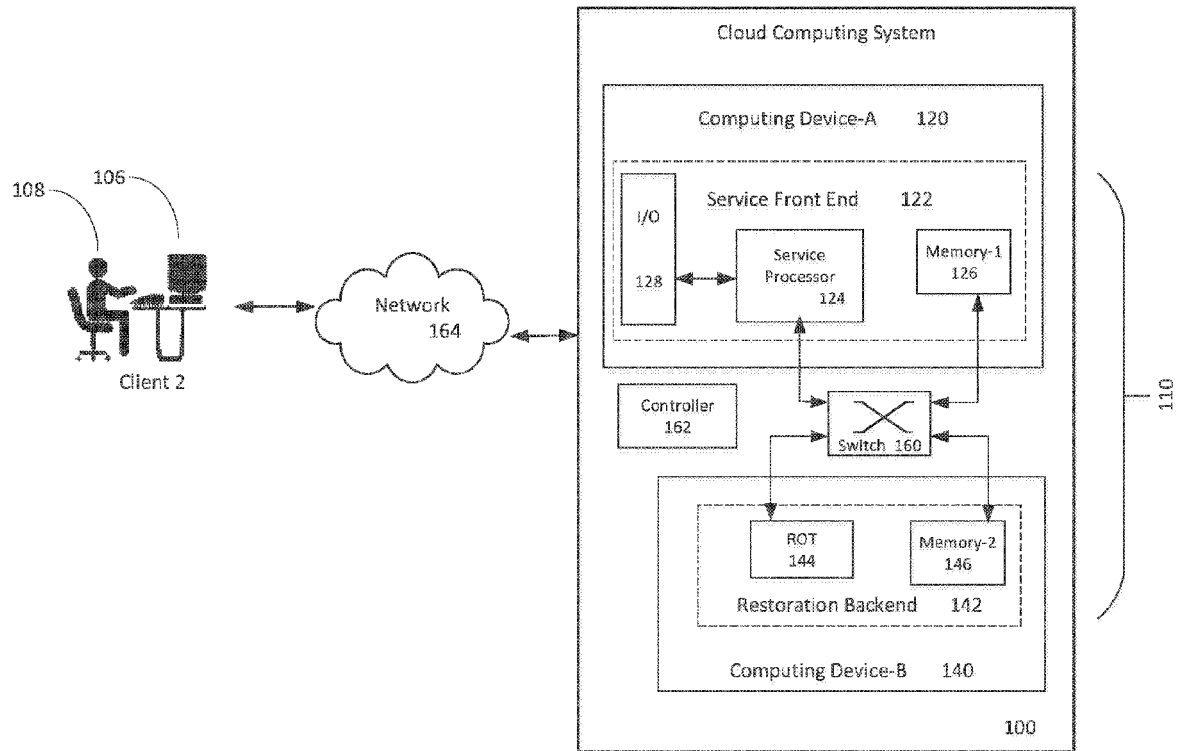 Cloud Computing System
Computing Device-A 120
108
106
I/O
128
Service Front End 122
Service
Processor
124
Memory-1
126
Network
164
Client 2
Controller
162
Switch 160
110
ROT
144
Memory-2
146
Restoration Backend 142
Computing Device-B 140
100